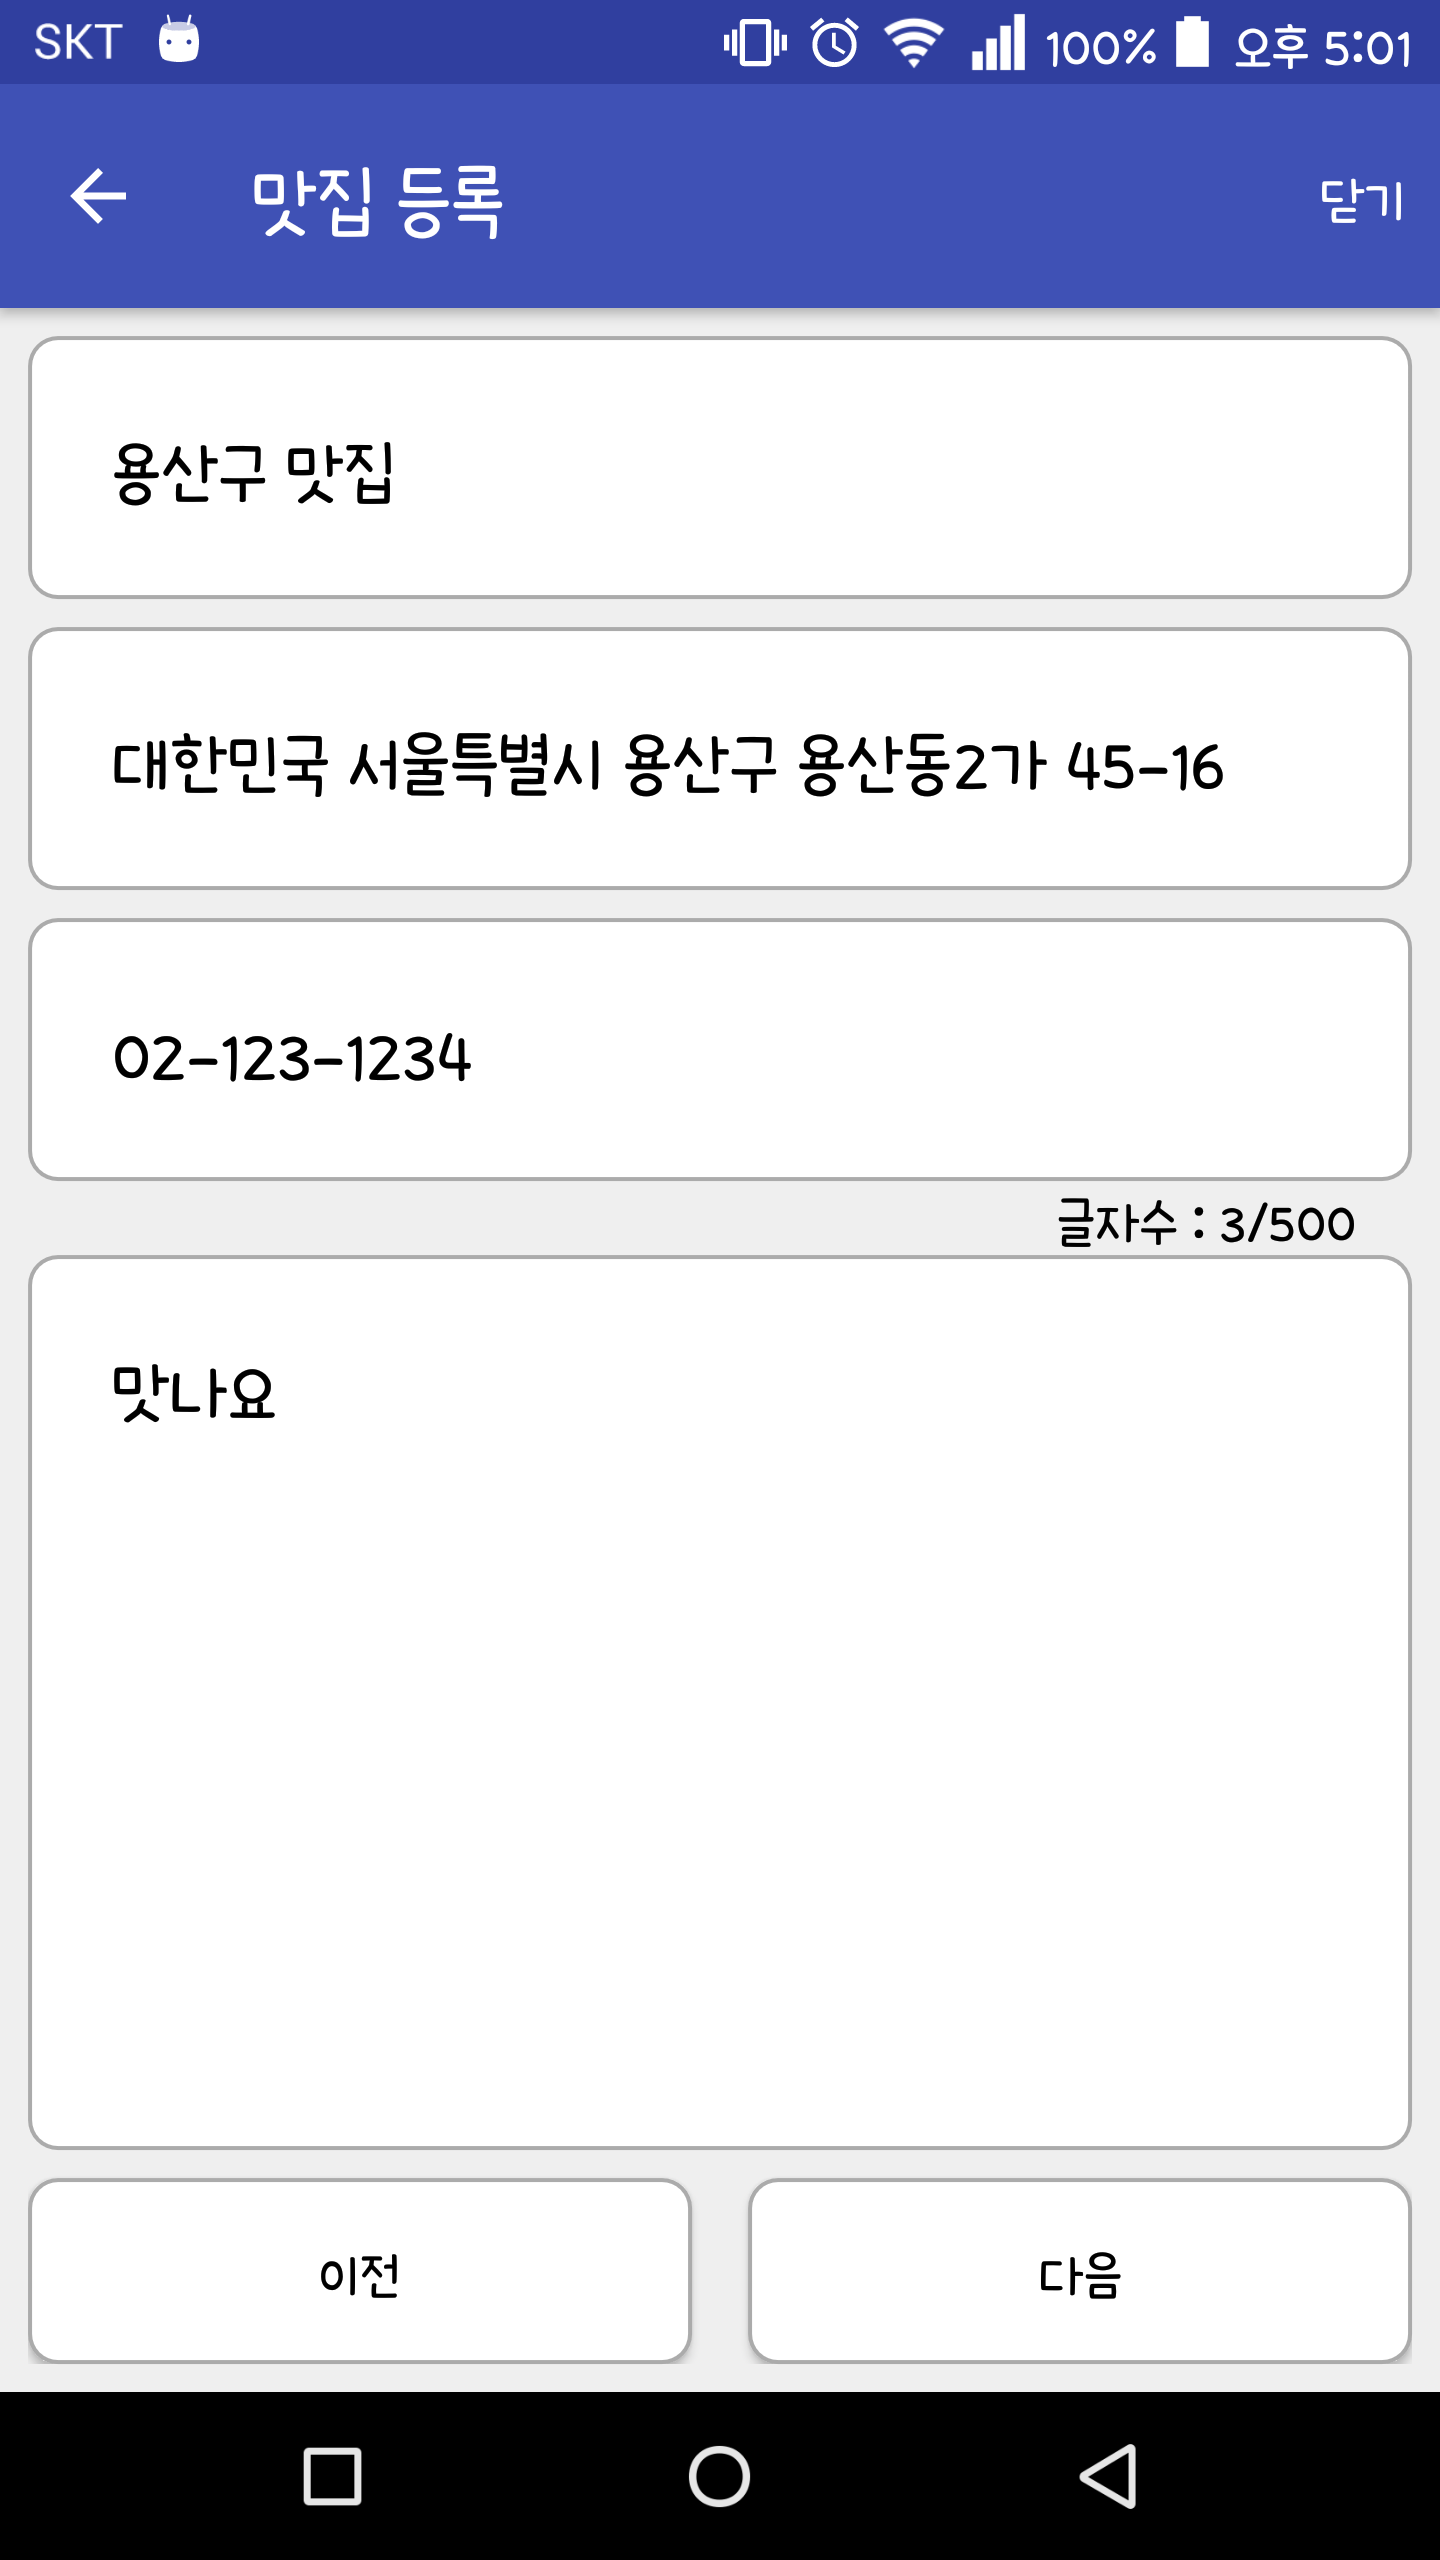 SKT 100% 오후 5:01
맛집 등록 닫기
용산구 맛집
대한민국 서울특별시 용산구 용산동2가 45-16
02-123-1234
글자수 : 3/500
맛나요
이전 다음